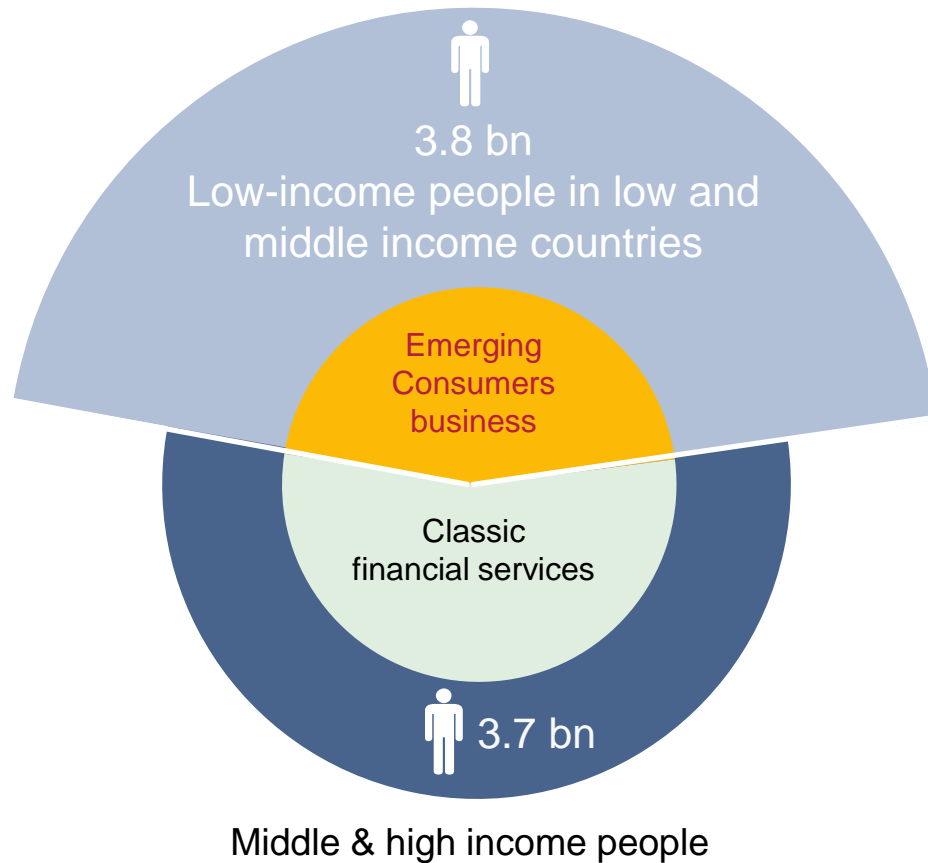 3.8 bn
Low-income people in low and
middle income countries
Emerging
Consumers
business
Classic
financial services
3.7 bn
Middle & high income people